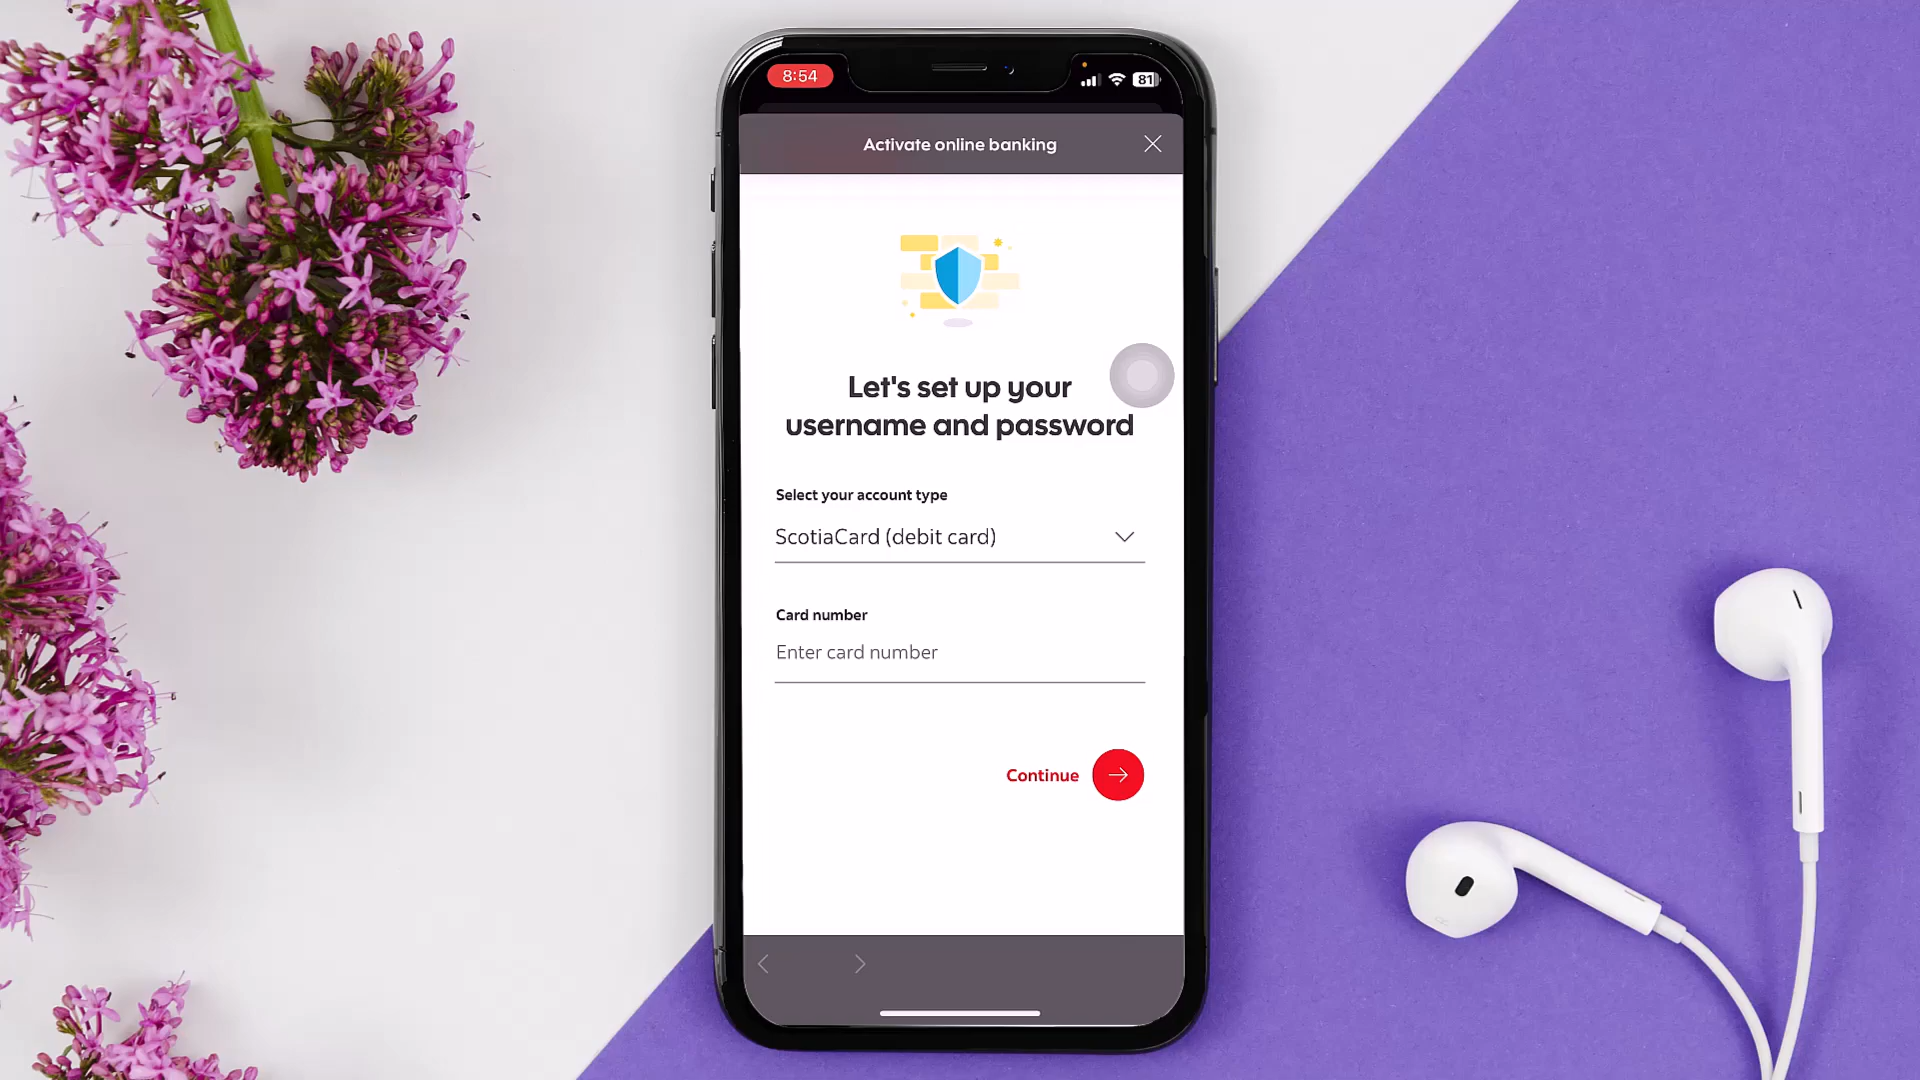 8:54
81
Activate online banking
Let's set up your
username and password
Select your account type
ScotiaCard (debit card)
Card number
Enter card number
Continue